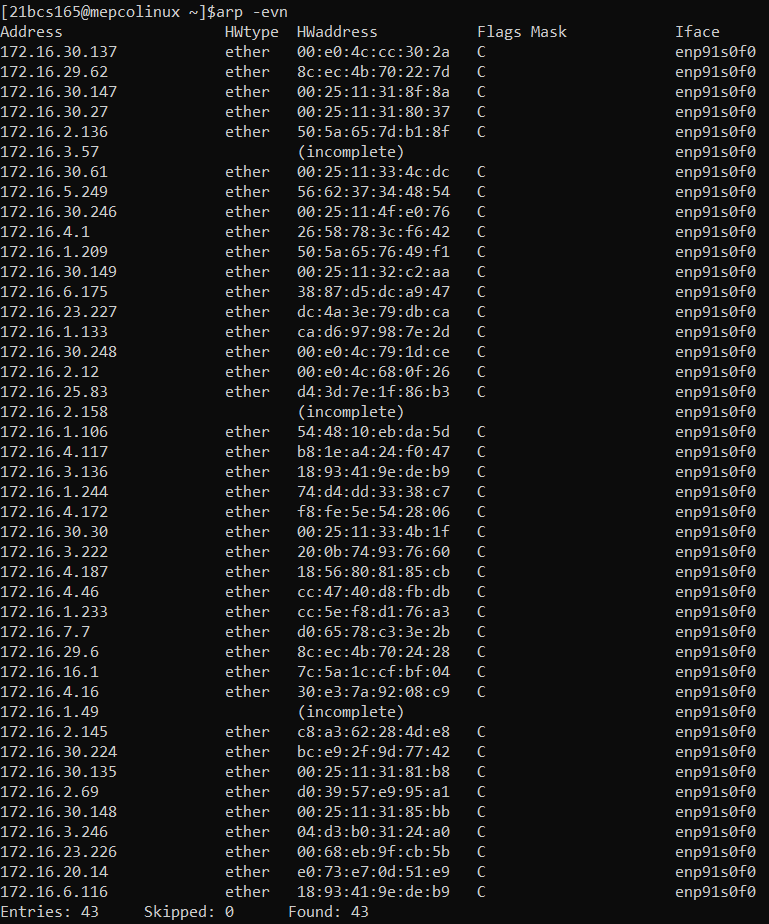 [21bcs165@mepcolinux ~]$arp -evn
Address HWtype HWaddress Flags Mask Iface
172.16.30.137 ether 00:e0:4c:cc:30:2a C enp91s0f0
172.16.29.62 ether 8c:ec:4b:70:22:7d C enp91s0f0
172.16.30.147 ether 00:25:11:31:8f:8a C enp91s0f0
172.16.30.27 ether 00:25:11:31:80:37 C enp91s0f0
172.16.2.136 ether 50:5a:65:7d:b1:8f C enp91s0f0
172.16.3.57 (incomplete) enp91s0f0
172.16.30.61 ether 00:25:11:33:4c:dc C enp91s0f0
172.16.5.249 ether 56:62:37:34:48:54 C enp91s0f0
172.16.30.246 ether 00:25:11:4f:e0:76 C enp91s0f0
172.16.4.1 ether 26:58:78:3c:f6:42 C enp91s0f0
172.16.1.209 ether 50:5a:65:76:49:f1 C enp91s0f0
172.16.30.149 ether 00:25:11:32:c2:aa C enp91s0f0
172.16.6.175 ether 38:87:d5:dc:a9:47 C enp91s0f0
172.16.23.227 ether dc:4a:3e:79:db:ca C enp91s0f0
172.16.1.133 ether ca:d6:97:98:7e:2d C enp91s0f0
172.16.30.248 ether 00:e0:4c:79:1d:ce C enp91s0f0
172.16.2.12 ether 00:e0:4c:68:0f:26 C enp91s0f0
172.16.25.83 ether d4:3d:7e:1f:86:b3 C enp91s0f0
172.16.2.158 (incomplete) enp91s0f0
172.16.1.106 ether 54:48:10:eb:da:5d C enp91s0f0
172.16.4.117 ether b8:1e:a4:24:f0:47 C enp91s0f0
172.16.3.136 ether 18:93:41:9e:de:b9 C enp91s0f0
172.16.1.244 ether 74:d4:dd:33:38:c7 C enp91s0f0
172.16.4.172 ether f8:fe:5e:54:28:06 C enp91s0f0
172.16.30.30 ether 00:25:11:33:4b:1f C enp91s0f0
172.16.3.222 ether 20:0b:74:93:76:60 C enp91s0f0
172.16.4.187 ether 18:56:80:81:85:cb C enp91s0f0
172.16.4.46 ether cc:47:40:d8:fb:db C enp91s0f0
172.16.1.233 ether cc:5e:f8:d1:76:a3 C enp91s0f0
172.16.7.7 ether d0:65:78:c3:3e:2b C enp91s0f0
172.16.29.6 ether 8c:ec:4b:70:24:28 C enp91s0f0
172.16.16.1 ether 7c:5a:1c:cf:bf:04 C enp91s0f0
172.16.4.16 ether 30:e3:7a:92:08:c9 C enp91s0f0
172.16.1.49 (incomplete) enp91s0f0
172.16.2.145 ether c8:a3:62:28:4d:e8 C enp91s0f0
172.16.30.224 ether bc:e9:2f:9d:77:42 C enp91s0f0
172.16.30.135 ether 00:25:11:31:81:b8 C enp91s0f0
172.16.2.69 ether d0:39:57:e9:95:a1 C enp91s0f0
172.16.30.148 ether 00:25:11:31:85:bb C enp91s0f0
172.16.3.246 ether 04:d3:b0:31:24:a0 C enp91s0f0
172.16.23.226 ether 00:68:eb:9f:cb:5b C enp91s0f0
172.16.20.14 ether e0:73:e7:0d:51:e9 C enp91s0f0
172.16.6.116 ether 18:93:41:9e:de:b9 C enp91s0f0
Entries: 43 Skipped: 0 Found: 43